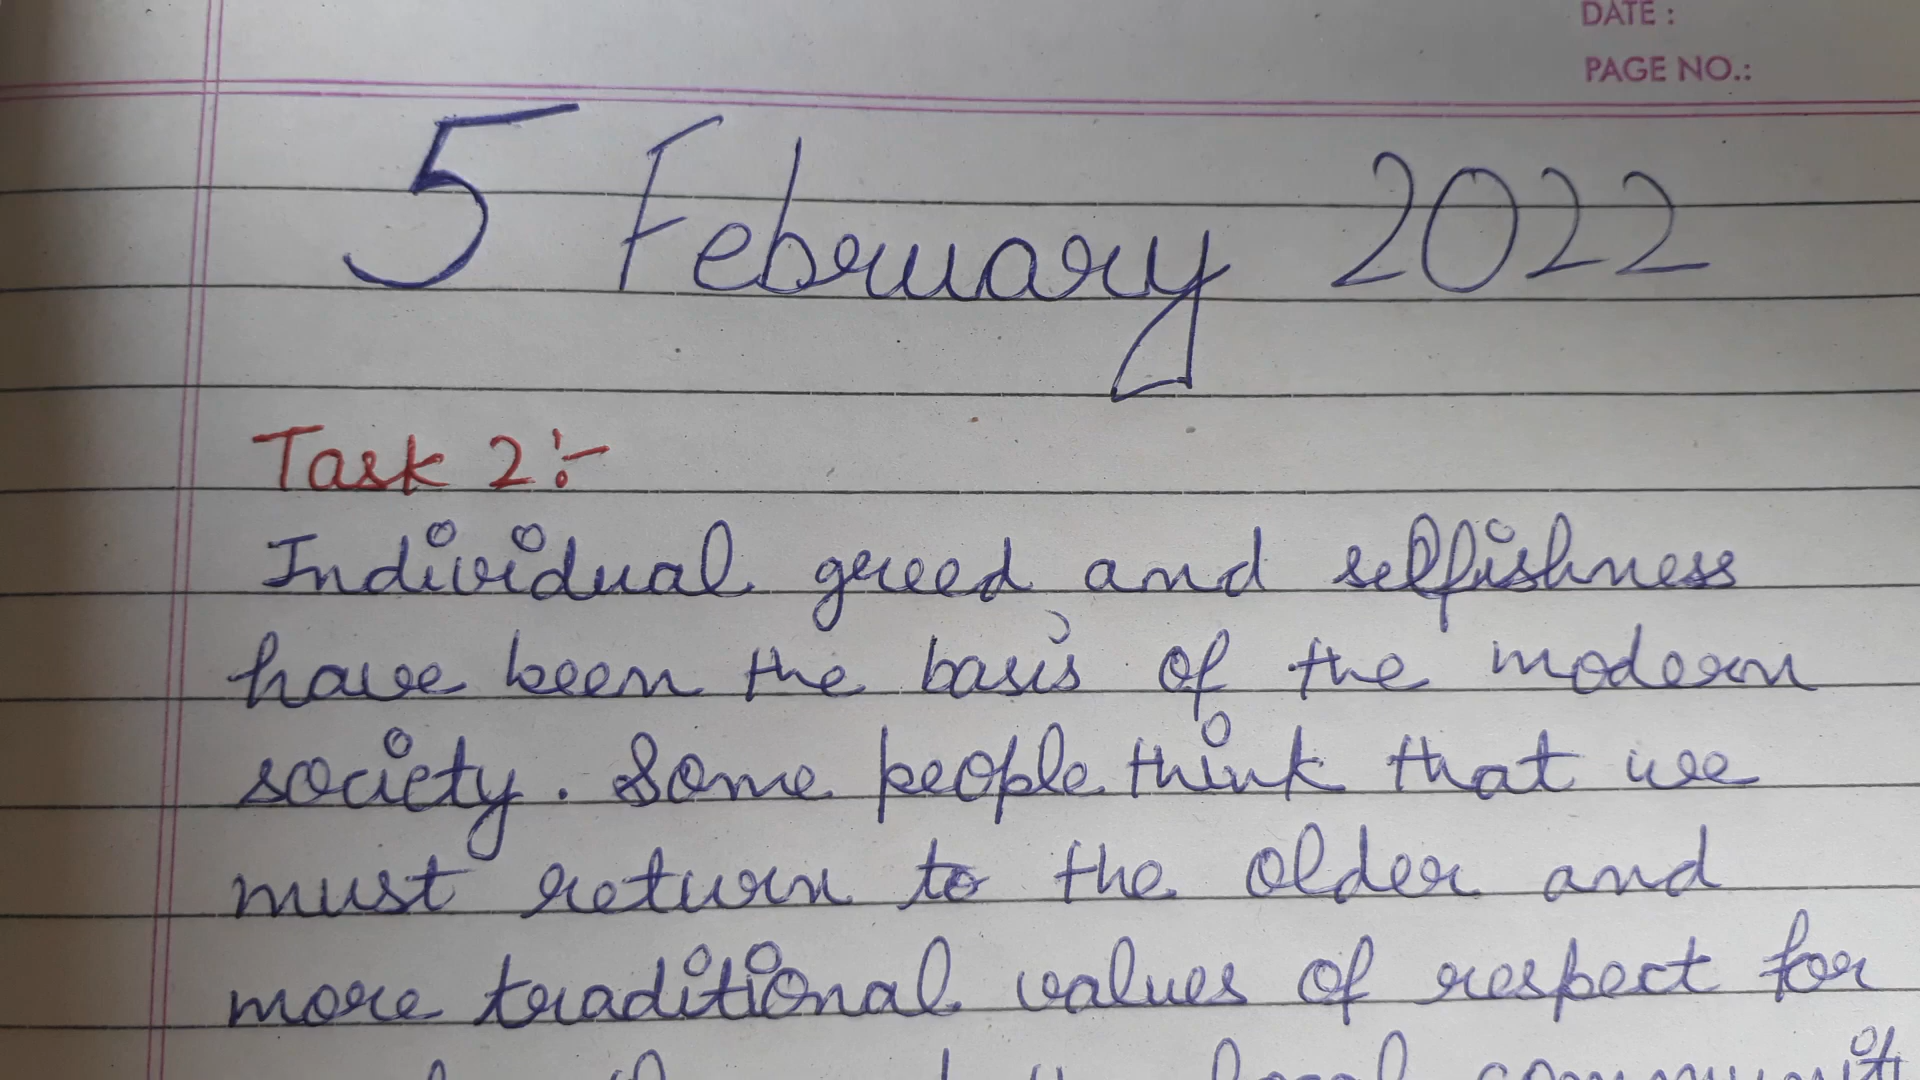 DATE :
PAGE NO.:
5 February 2022
Task 2:-
Individual greed and selfishness
have been the basis of the modern
society. Some people think that we
must return to the older and
more traditional values of respect for
local